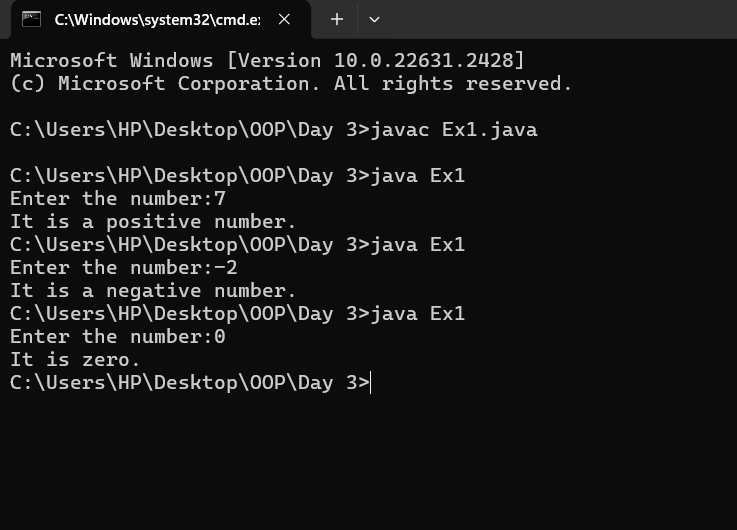 C:\Windows\system32\cmd.e
Microsoft Windows [Version 10.0.22631.2428]
(c) Microsoft Corporation. All rights reserved.
C:\Users\HP\Desktop\OOP\Day 3>javac Ex1.java
C:\Users\HP\Desktop\OOP\Day 3>java Ex1
Enter the number:7
It is a positive number.
C:\Users\HP\Desktop\OOP\Day 3>java Ex1
Enter the number:-2
It is a negative number.
C:\Users\HP\Desktop\OOP\Day 3>java Ex1
Enter the number:0
It is zero.
C:\Users\HP\Desktop\OOP\Day 3>